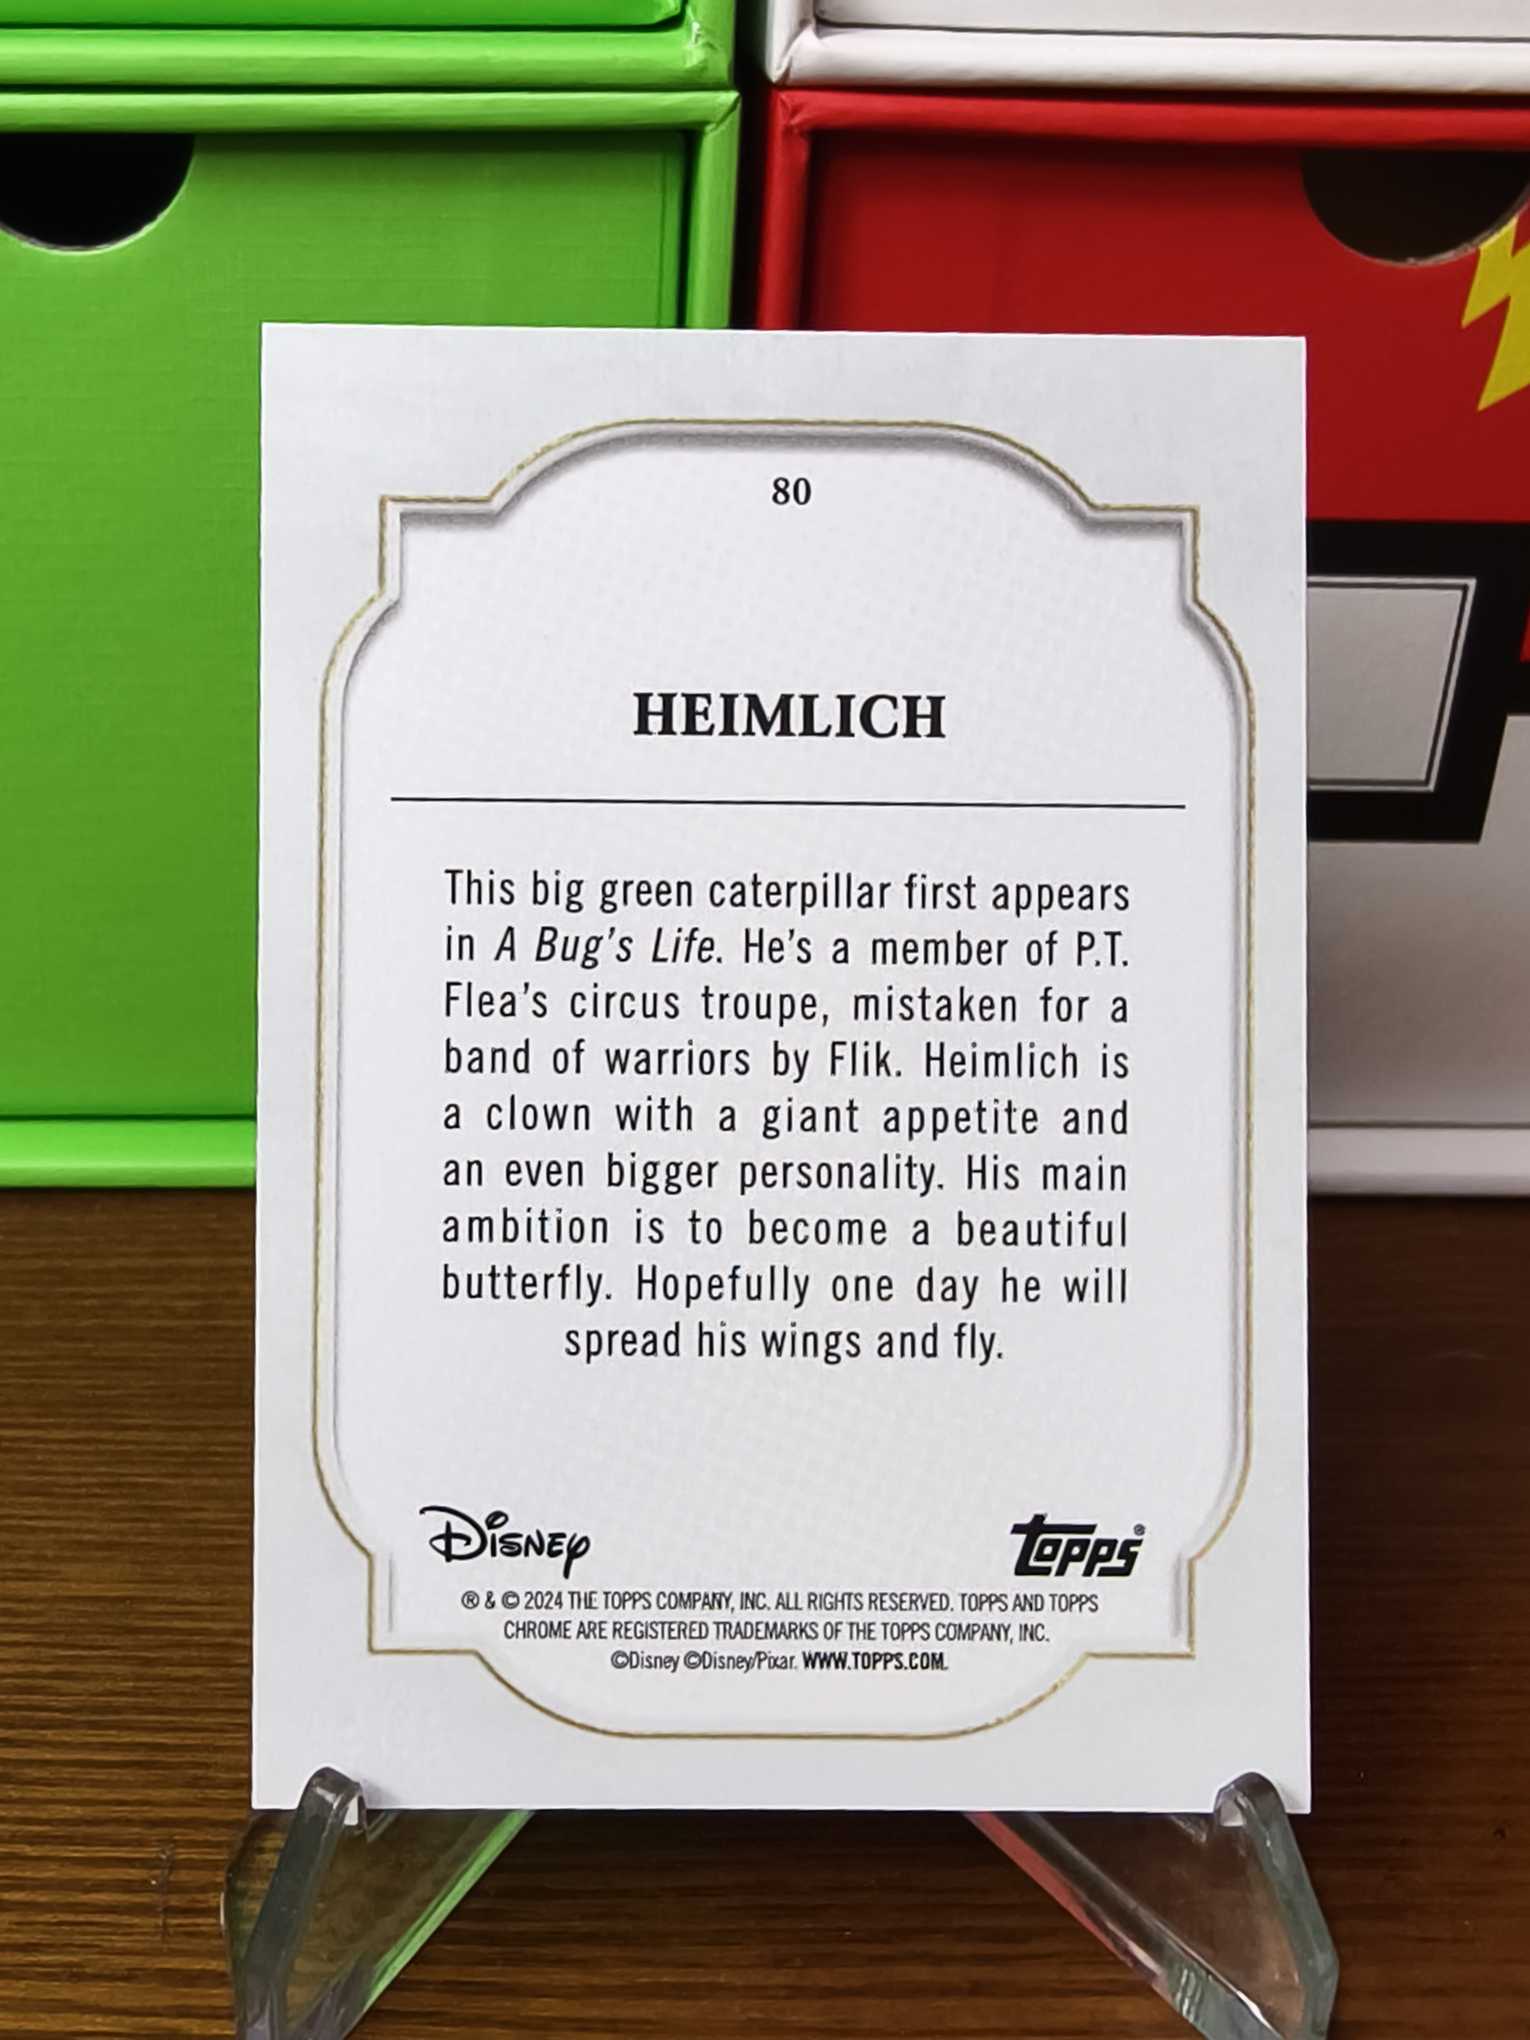 80
HEIMLICH
This big green caterpillar first appears
in A Bug's Life. He's a member of P.T.
Flea's circus troupe, mistaken for a
band of warriors by Flik. Heimlich is
a clown with a giant appetite and
an even bigger personality. His main
ambition is to become a beautiful
butterfly. Hopefully one day he will
spread his wings and fly.
Disney
topps®
® & © 2024 THE TOPPS COMPANY, INC. ALL RIGHTS RESERVED. TOPPS AND TOPPS
CHROME ARE REGISTERED TRADEMARKS OF THE TOPPS COMPANY, INC.
©Disney ©Disney/Pixar. WWW.TOPPS.COM.